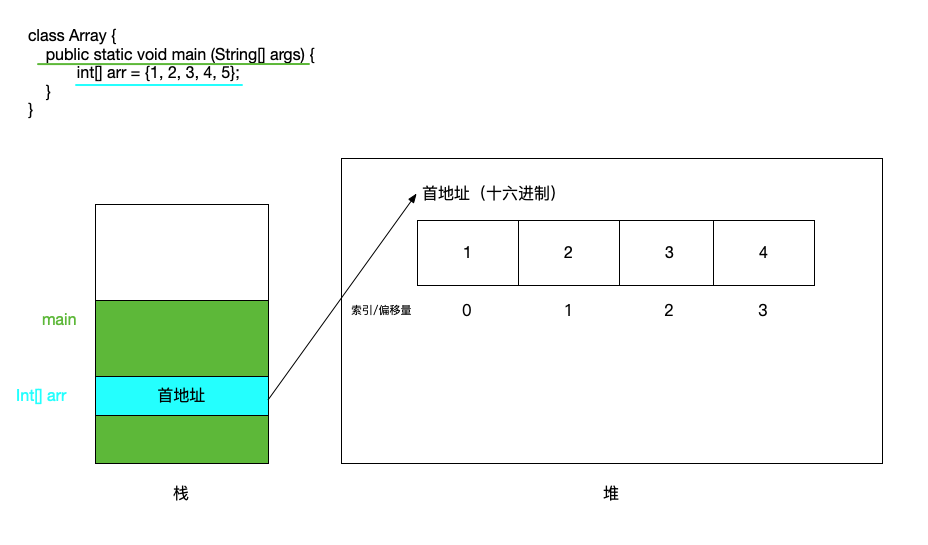 class Array {
public static void main (String[] args) {
int[] arr = {1, 2, 3, 4, 5};
}
}
首地址（十六进制）
1 2 3 4
索引/偏移量 0 1 2 3
main
Int[] arr 首地址
栈 堆